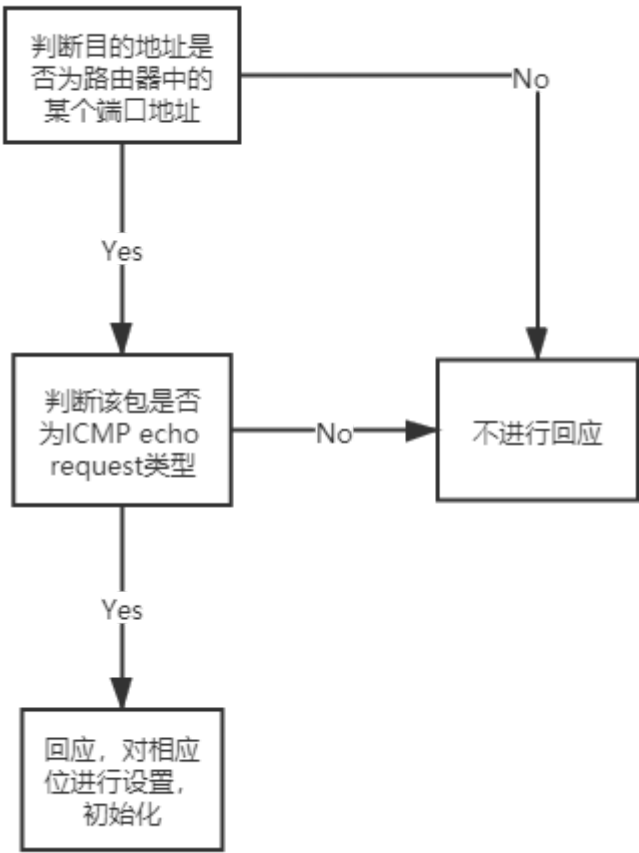 判断目的地址是
否为路由器中的
某个端口地址
No
Yes
判断该包是否
为ICMP echo
request类型
No
不进行回应
Yes
回应，对相应
位进行设置，
初始化